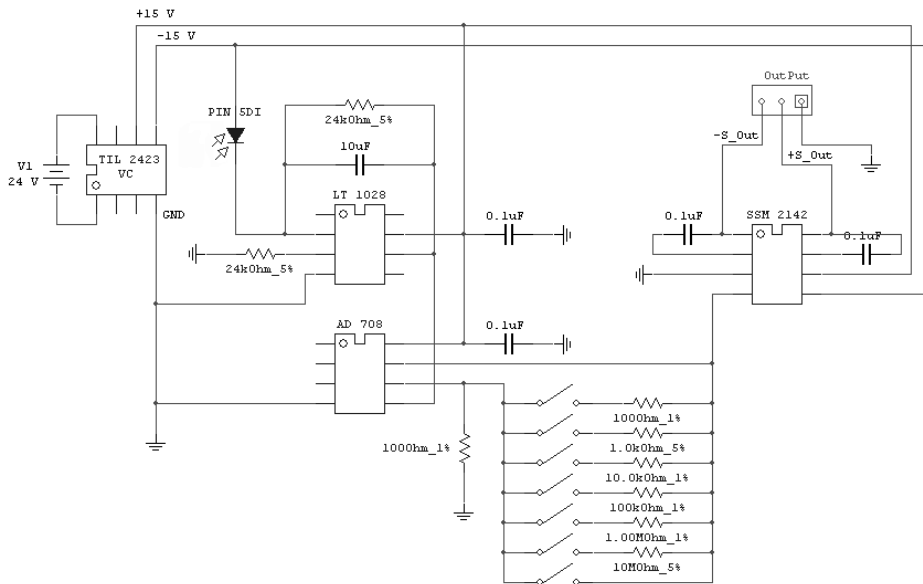 +15 V
-15 V
OutPut
PIN 5DI
24kOhm_5%
-S_Out
10uF
+S_Out
TIL 2423
VC
V1
24 V
LT 1028
GND
0.1uF
0.1uF
SSM 2142
0.1uF
24kOhm_5%
AD 708
0.1uF
100Ohm_1%
100Ohm_1%
1.0kOhm_5%
10.0kOhm_1%
100kOhm_1%
1.00MOhm_1%
10MOhm_5%